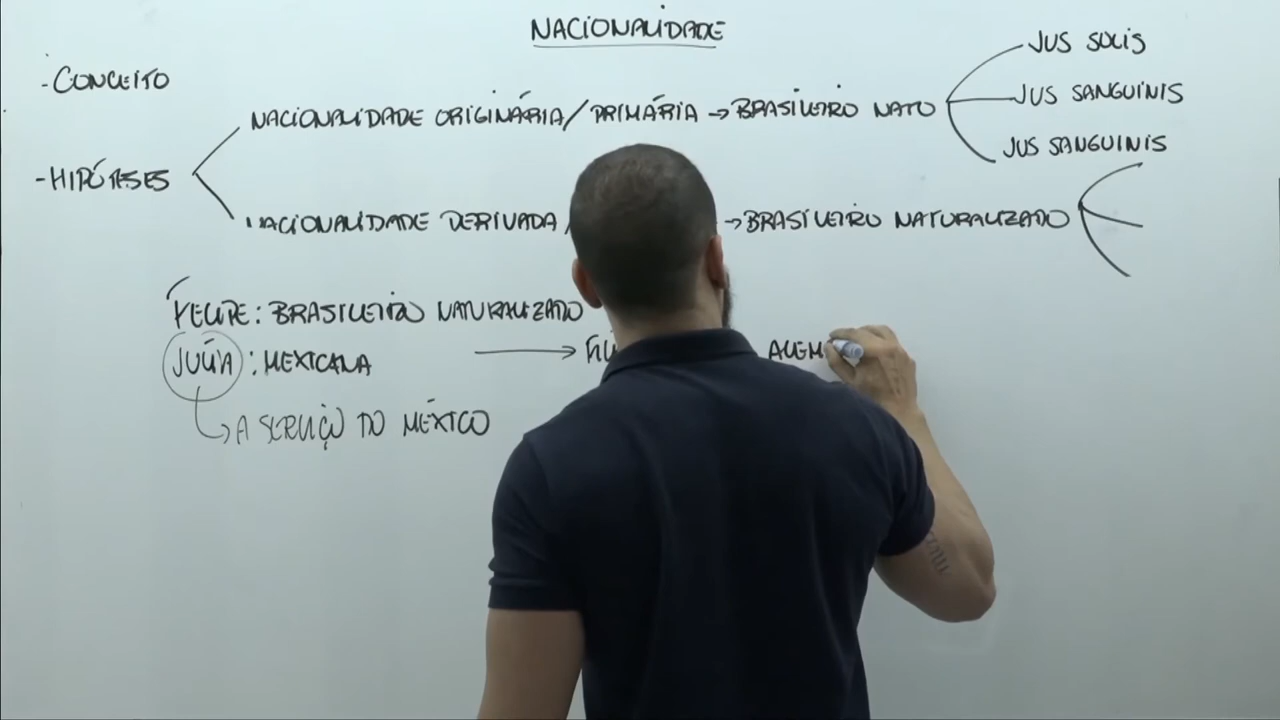 NACIONALIDADE
- CONCEITO
JUS SOLIS
NACIONALIDADE ORIGINÁRIA / PRIMÁRIA → BRASILEIRO NATO
JUS SANGUINIS
JUS SANGUINIS
- HIPÓTESES
NACIONALIDADE DERIVADA / → BRASILEIRO NATURALIZADO
FELIPE: BRASILEIRO NATURALIZADO
JÚLIA: MEXICANA → ALEM
A SERVIÇO DO MÉXICO